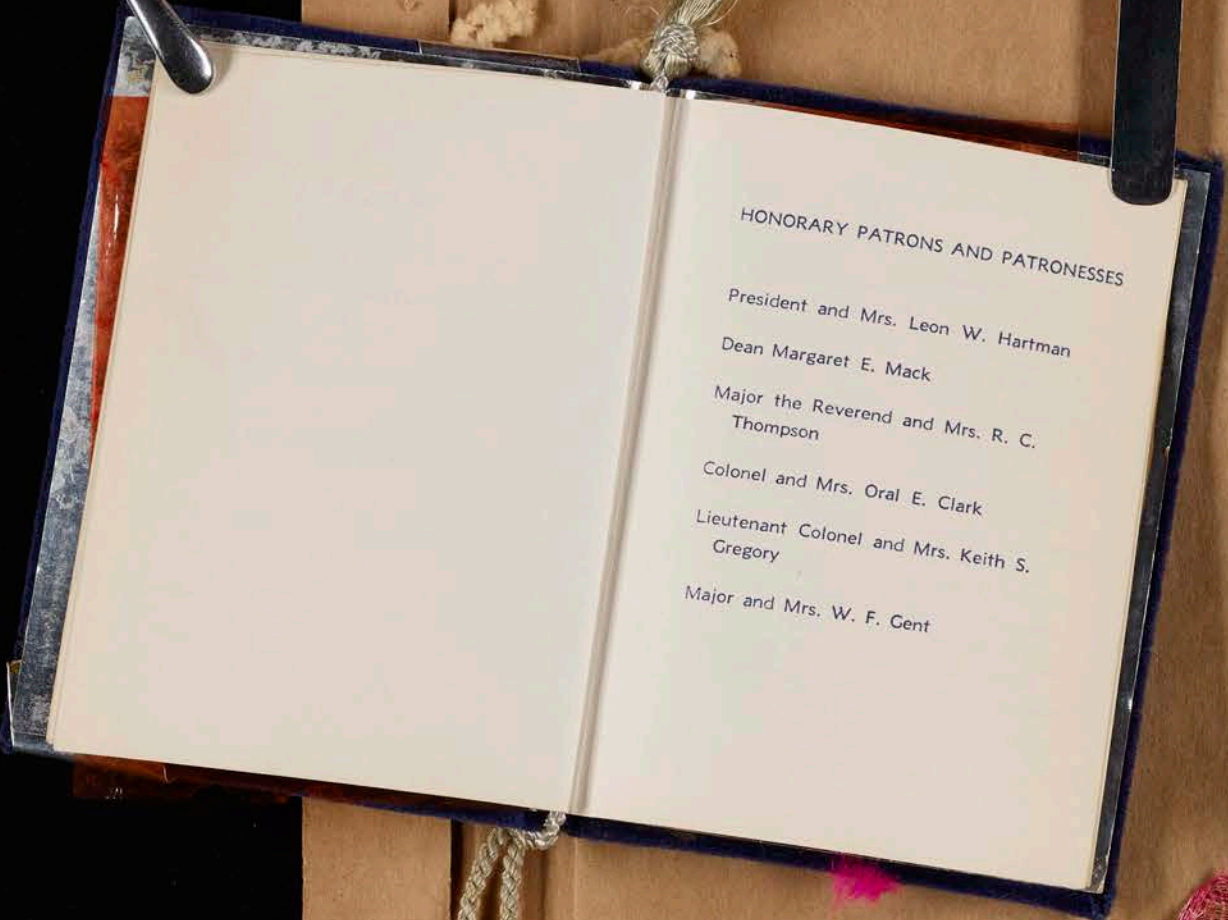 HONORARY PATRONS AND PATRONESSES
President and Mrs. Leon W. Hartman
Dean Margaret E. Mack
Major the Reverend and Mrs. R. C.
Thompson
Colonel and Mrs. Oral E. Clark
Lieutenant Colonel and Mrs. Keith S.
Gregory
Major and Mrs. W. F. Gent